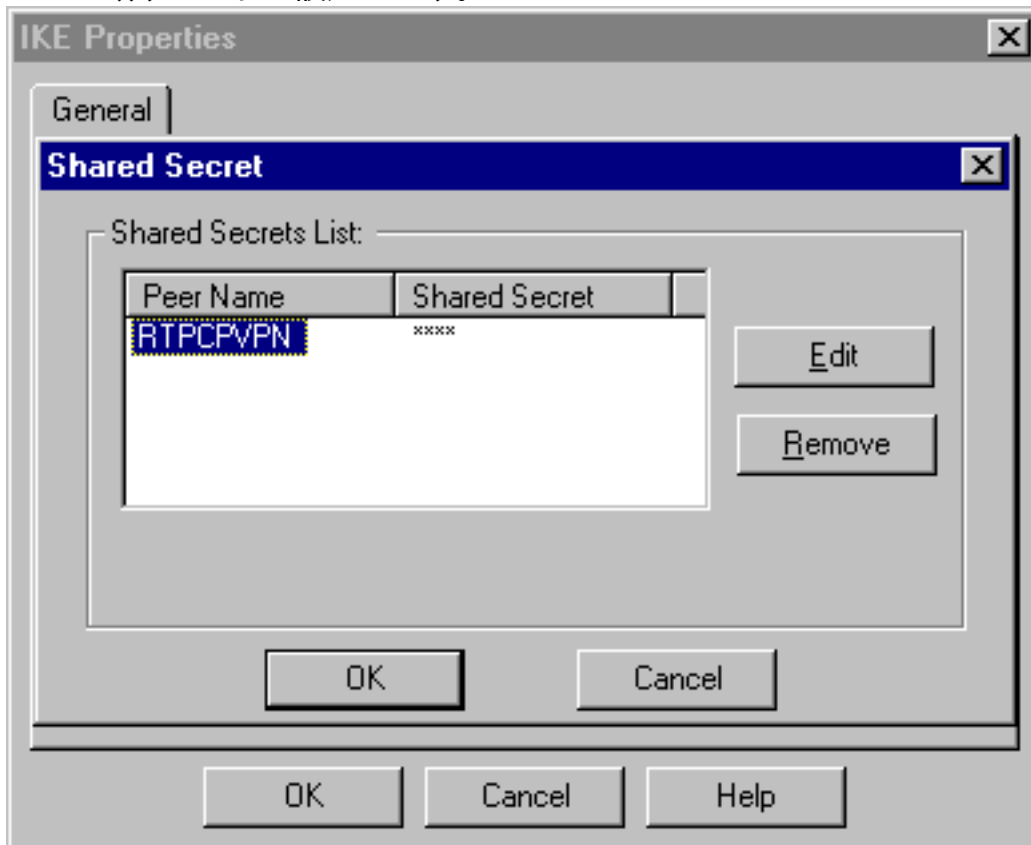 IKE Properties
General
Shared Secret
Shared Secrets List:
Peer Name Shared Secret
RTPCPVPN ****
Edit
Remove
OK Cancel
OK Cancel Help